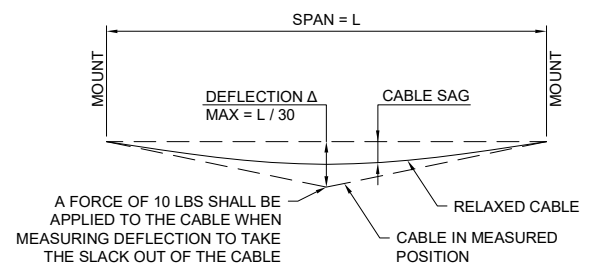 SPAN = L
MOUNT
MOUNT
DEFLECTION Δ
MAX = L / 30
CABLE SAG
A FORCE OF 10 LBS SHALL BE
APPLIED TO THE CABLE WHEN
MEASURING DEFLECTION TO TAKE
THE SLACK OUT OF THE CABLE
RELAXED CABLE
CABLE IN MEASURED
POSITION